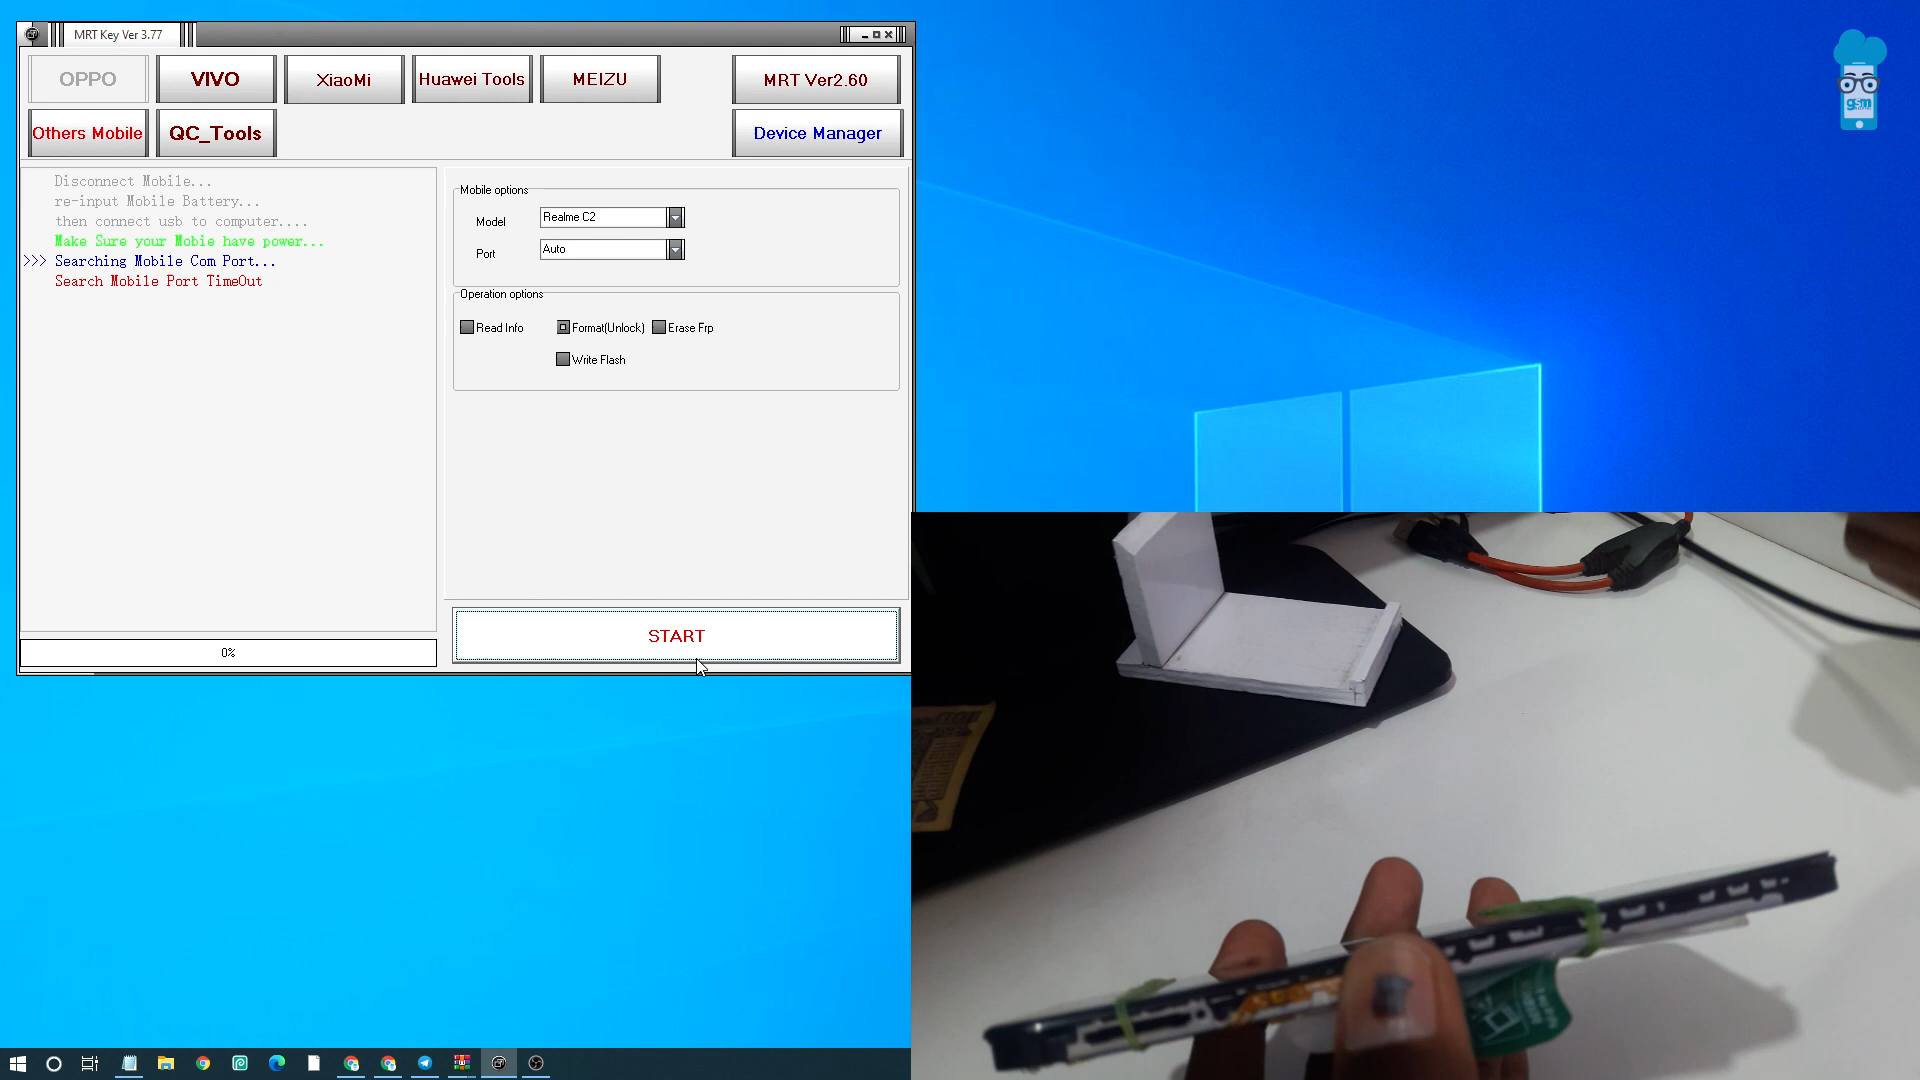 MRT Key Ver 3.77
OPPO
VIVO
XiaoMi
Huawei Tools
MEIZU
MRT Ver2.60
Others Mobile
QC_Tools
Device Manager
Disconnect Mobile...
re-input Mobile Battery...
then connect usb to computer....
Make Sure your Mobie have power...
>>> Searching Mobile Com Port...
Search Mobile Port TimeOut
0%
Mobile options
Model
Realme C2
Port
Auto
Operation options
Read Info
Format(Unlock)
Erase Frp
Write Flash
START
gsm